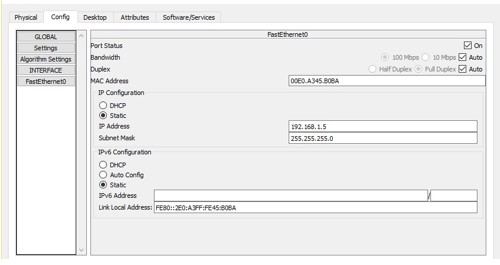 Physical Config Desktop Attributes Software/Services
GLOBAL
Settings
Algorithm Settings
INTERFACE
FastEthernet0
FastEthernet0
Port Status On
Bandwidth 100 Mbps 10 Mbps Auto
Duplex Half Duplex Full Duplex Auto
MAC Address 00E0.A345.B0BA
IP Configuration
DHCP
Static
IP Address 192.168.1.5
Subnet Mask 255.255.255.0
IPv6 Configuration
DHCP
Auto Config
Static
IPv6 Address /
Link Local Address: FE80::2E0:A3FF:FE45:B0BA